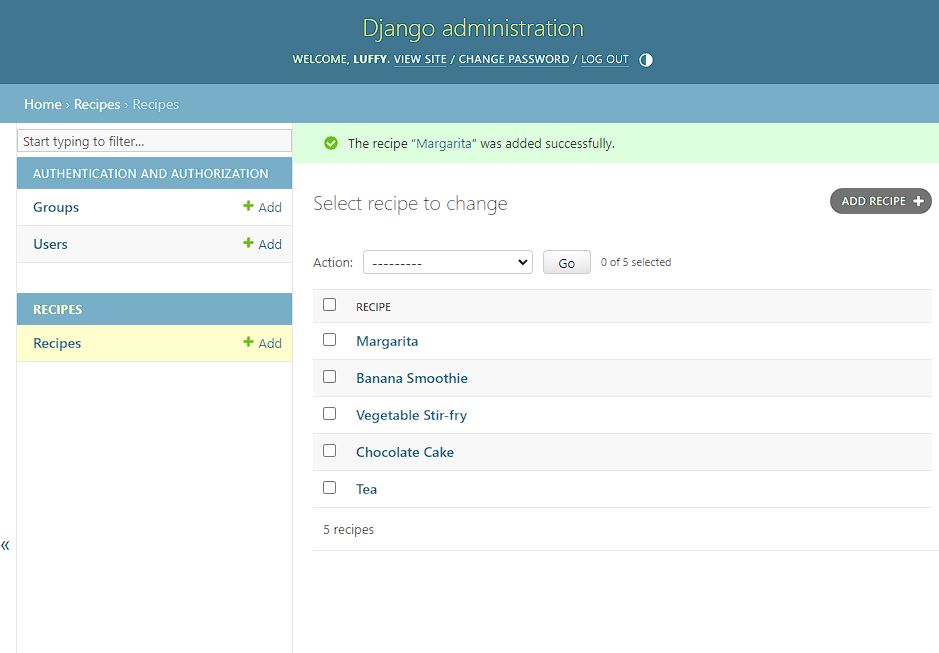 Django administration
WELCOME, LUFFY. VIEW SITE / CHANGE PASSWORD / LOG OUT
Home › Recipes › Recipes
Start typing to filter...
AUTHENTICATION AND AUTHORIZATION
Groups + Add
Users + Add
RECIPES
Recipes + Add
«
The recipe “Margarita” was added successfully.
Select recipe to change
ADD RECIPE +
Action: --------- Go 0 of 5 selected
RECIPE
Margarita
Banana Smoothie
Vegetable Stir-fry
Chocolate Cake
Tea
5 recipes